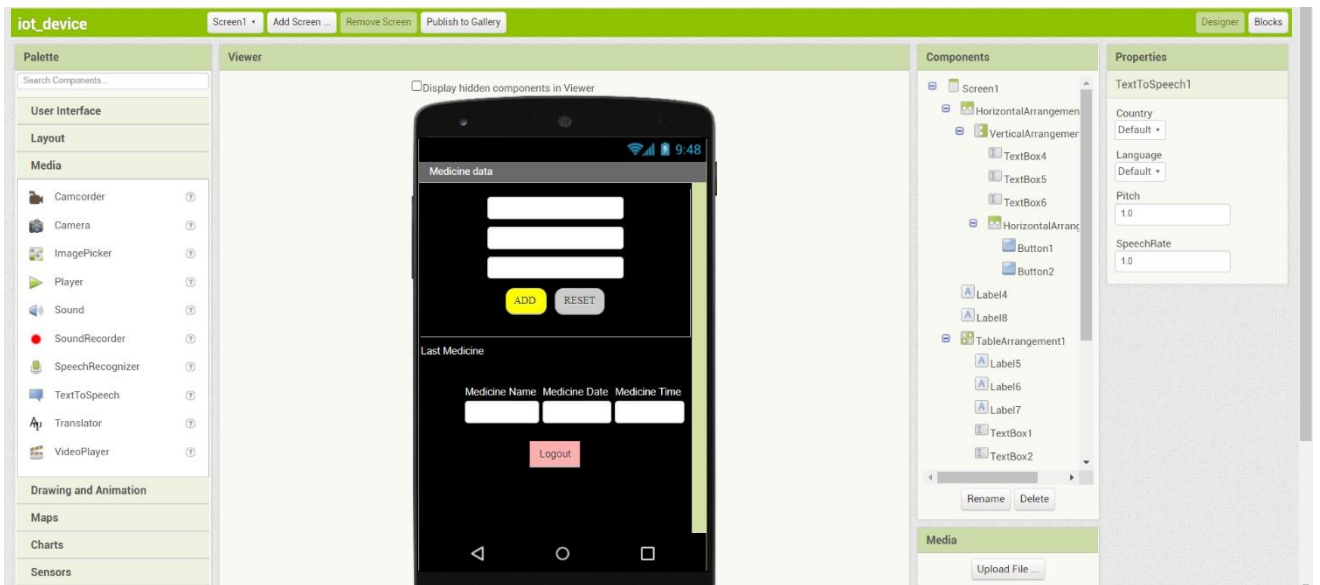 iot_device
Screen1
Add Screen ...
Remove Screen
Publish to Gallery
Designer
Blocks
Palette
Search Components...
User Interface
Layout
Media
Camcorder
Camera
ImagePicker
Player
Sound
SoundRecorder
SpeechRecognizer
TextToSpeech
Translator
VideoPlayer
Drawing and Animation
Maps
Charts
Sensors
Viewer
Display hidden components in Viewer
9:48
Medicine data
ADD
RESET
Last Medicine
Medicine Name Medicine Date Medicine Time
Logout
Components
Screen1
HorizontalArrangemen
VerticalArrangemer
TextBox4
TextBox5
TextBox6
HorizontalArrang
Button1
Button2
Label4
Label8
TableArrangement1
Label5
Label6
Label7
TextBox1
TextBox2
Rename
Delete
Media
Upload File ...
Properties
TextToSpeech1
Country
Default
Language
Default
Pitch
1.0
SpeechRate
1.0